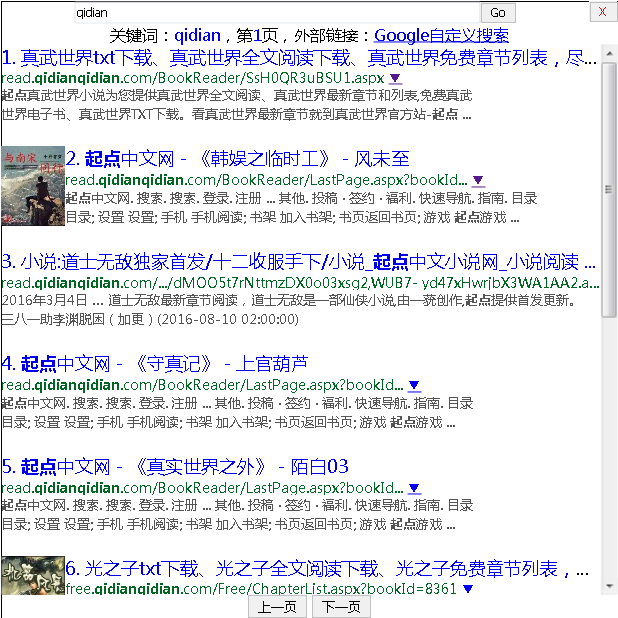 qidian Go X
关键词：qidian，第1页，外部链接：Google自定义搜索
1. 真武世界txt下载、真武世界全文阅读下载、真武世界免费章节列表，尽...
read.qidianqidian.com/BookReader/SsH0QR3uBSU1.aspx
起点真武世界小说为您提供真武世界全文阅读、真武世界最新章节和列表,免费真武
世界电子书、真武世界TXT下载。看真武世界最新章节就到真武世界官方站-起点 ...
2. 起点中文网 - 《韩娱之临时工》 - 风未至
read.qidianqidian.com/BookReader/LastPage.aspx?bookId...
起点中文网. 搜索. 搜索. 登录. 注册 ... 其他. 投稿 · 签约 · 福利. 快速导航. 指南. 目录
目录; 设置 设置; 手机 手机阅读; 书架 加入书架; 书页返回书页; 游戏 起点游戏 ...
3. 小说:道士无敌独家首发/十二收服手下/小说_起点中文小说网_小说阅读 ...
read.qidianqidian.com/.../dMOO5t7rNttmzDX0o03xsg2,WUB7- yd47xHwrjbX3WA1AA2.a...
2016年3月4日 ... 道士无敌最新章节阅读，道士无敌是一部仙侠小说,由一莸创作,起点提供首发更新。
三八一助李渊脱困（加更）(2016-08-10 02:00:00)
4. 起点中文网 - 《守真记》 - 上官葫芦
read.qidianqidian.com/BookReader/LastPage.aspx?bookId...
起点中文网. 搜索. 搜索. 登录. 注册 ... 其他. 投稿 · 签约 · 福利. 快速导航. 指南. 目录
目录; 设置 设置; 手机 手机阅读; 书架 加入书架; 书页返回书页; 游戏 起点游戏 ...
5. 起点中文网 - 《真实世界之外》 - 陌白03
read.qidianqidian.com/BookReader/LastPage.aspx?bookId...
起点中文网. 搜索. 搜索. 登录. 注册 ... 其他. 投稿 · 签约 · 福利. 快速导航. 指南. 目录
目录; 设置 设置; 手机 手机阅读; 书架 加入书架; 书页返回书页; 游戏 起点游戏 ...
6. 光之子txt下载、光之子全文阅读下载、光之子免费章节列表，...
free.qidianqidian.com/Free/ChapterList.aspx?bookId=8361
上一页 下一页